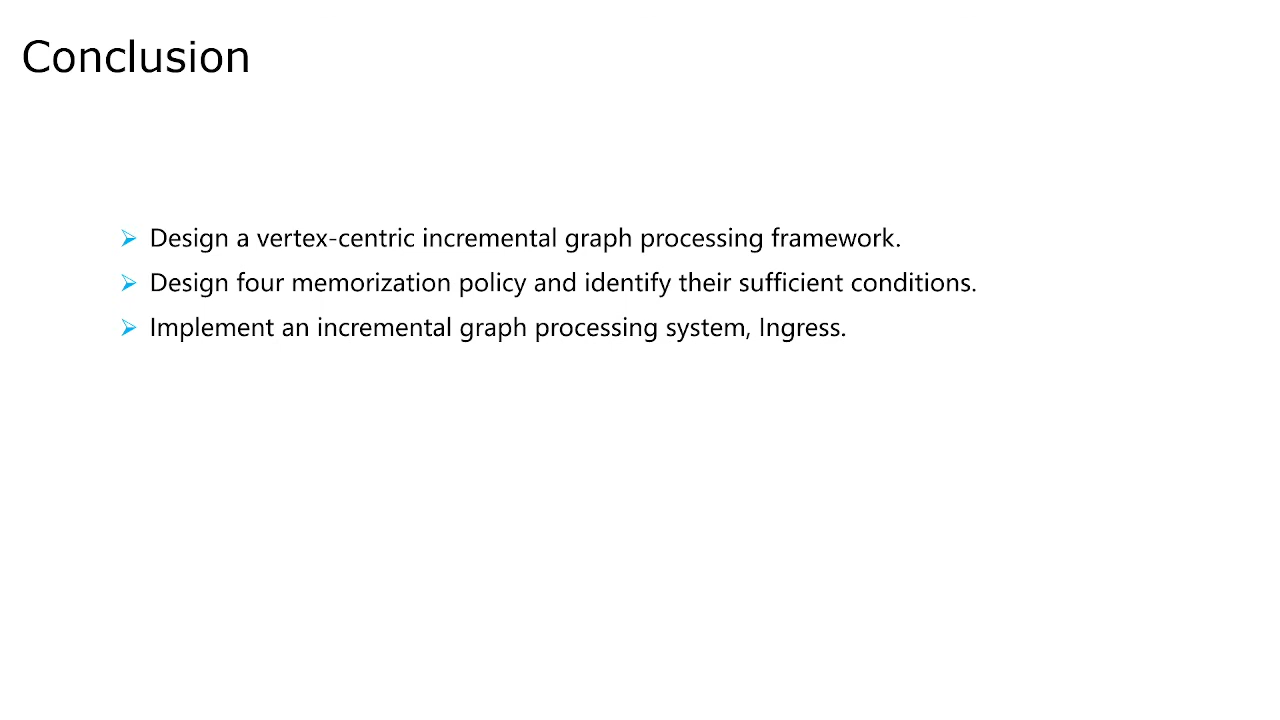 Conclusion
Design a vertex-centric incremental graph processing framework.
Design four memorization policy and identify their sufficient conditions.
Implement an incremental graph processing system, Ingress.